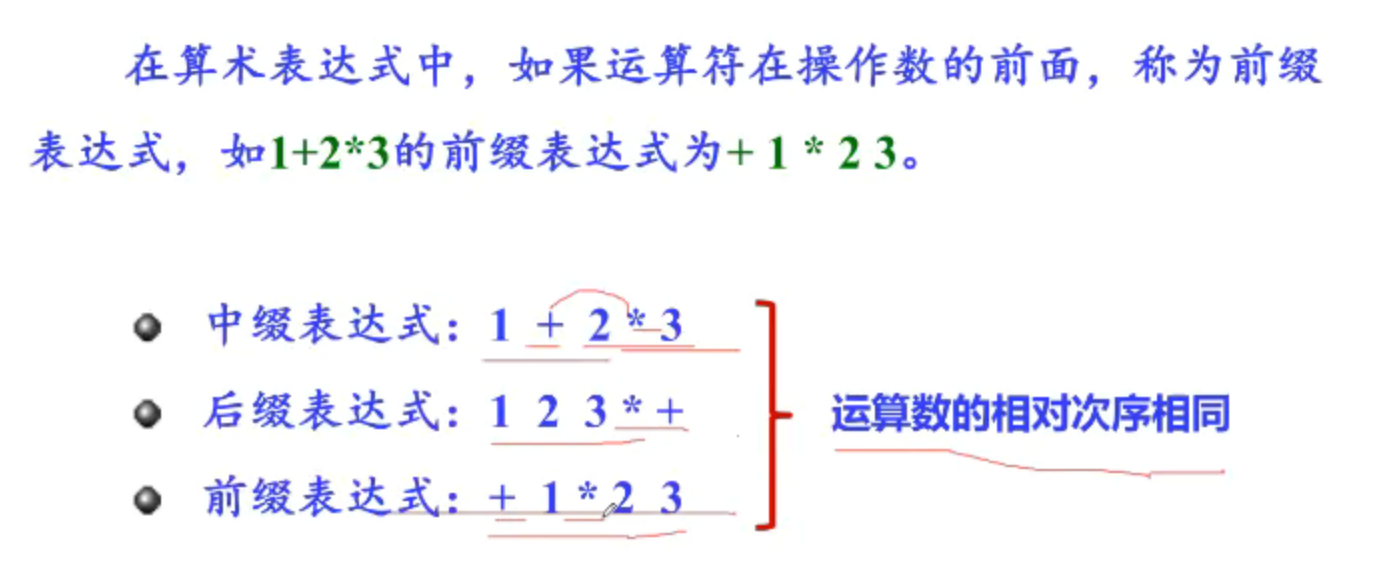 在算术表达式中，如果运算符在操作数的前面，称为前缀
表达式，如1+2*3的前缀表达式为+ 1 * 2 3。
中缀表达式：1 + 2 * 3
后缀表达式：1 2 3 * +
前缀表达式：+ 1 * 2 3
运算数的相对次序相同